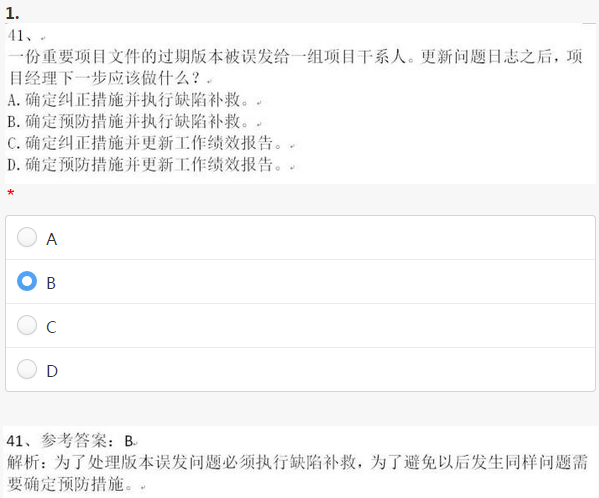 1.
41、
一份重要项目文件的过期版本被误发给一组项目干系人。更新问题日志之后，项
目经理下一步应该做什么？
A.确定纠正措施并执行缺陷补救。
B.确定预防措施并执行缺陷补救。
C.确定纠正措施并更新工作绩效报告。
D.确定预防措施并更新工作绩效报告。
*
A
B
C
D
41、参考答案：B
解析：为了处理版本误发问题必须执行缺陷补救，为了避免以后发生同样问题需
要确定预防措施。